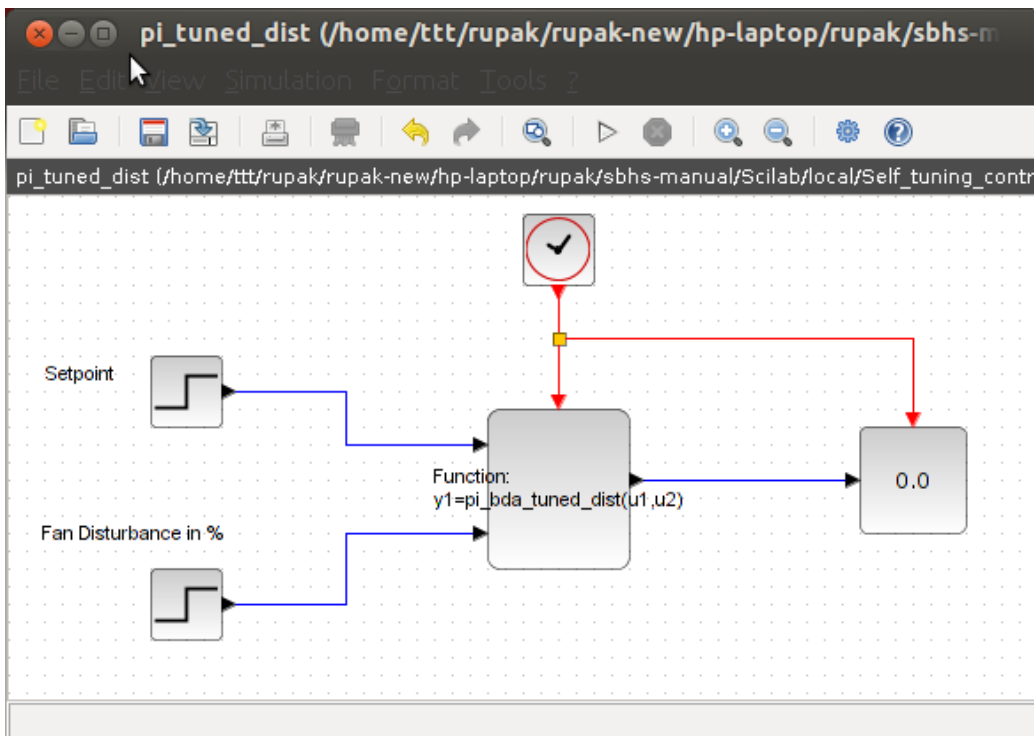 pi_tuned_dist (/home/ttt/rupak/rupak-new/hp-laptop/rupak/sbhs-m
File Edit View Simulation Format Tools ?
pi_tuned_dist (/home/ttt/rupak/rupak-new/hp-laptop/rupak/sbhs-manual/Scilab/local/Self_tuning_contr
Setpoint
Function:
y1=pi_bda_tuned_dist(u1,u2)
0.0
Fan Disturbance in %